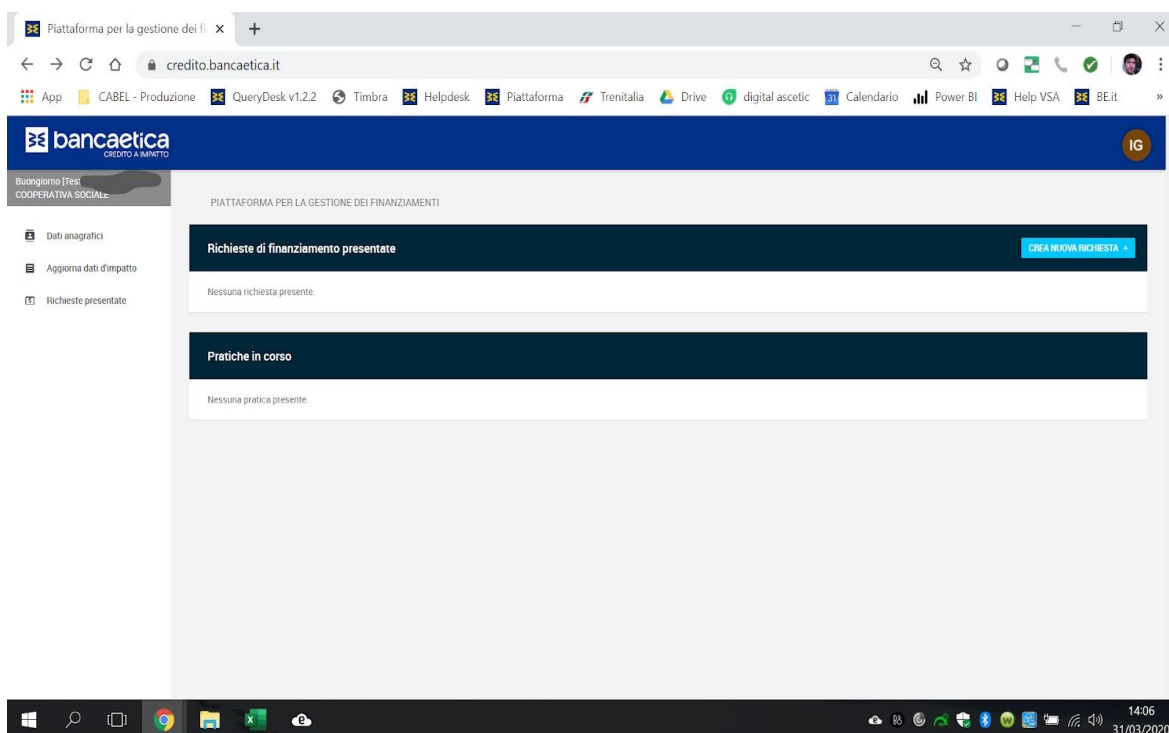 Piattaforma per la gestione dei fi
credito.bancaetica.it
App CABEL - Produzione QueryDesk v1.2.2 Timbra Helpdesk Piattaforma Trenitalia Drive digital ascetic 31 Calendario Power BI Help VSA BE.it »
bancaetica
CREDITO A IMPATTO
IG
Buongiorno [Test
COOPERATIVA SOCIALE
PIATTAFORMA PER LA GESTIONE DEI FINANZIAMENTI
Dati anagrafici
Aggiorna dati d'impatto
Richieste presentate
Richieste di finanziamento presentate
CREA NUOVA RICHIESTA +
Nessuna richiesta presente.
Pratiche in corso
Nessuna pratica presente.
14:06
31/03/2020